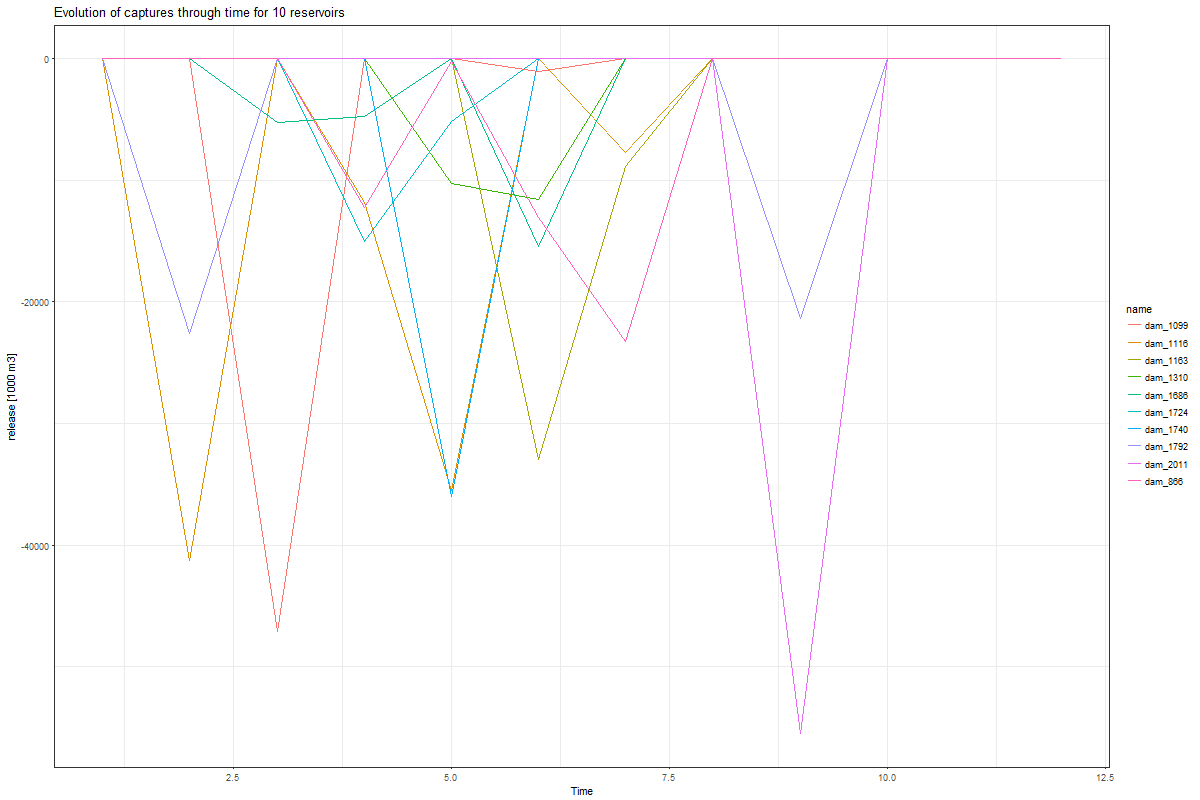 Evolution of captures through time for 10 reservoirs
0
-20000
-40000
release [1000 m3]
2.5
5.0
7.5
10.0
12.5
Time
name
dam_1099
dam_1116
dam_1163
dam_1310
dam_1686
dam_1724
dam_1740
dam_1792
dam_2011
dam_866